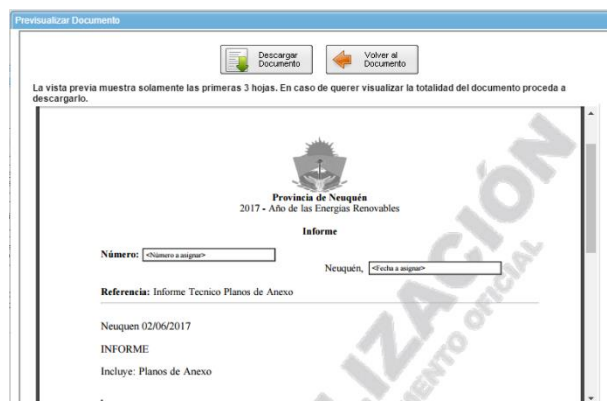 Previsualizar Documento
Descargar
Documento
Volver al
Documento
La vista previa muestra solamente las primeras 3 hojas. En caso de querer visualizar la totalidad del documento proceda a
descargarlo.
Provincia de Neuquén
2017 - Año de las Energías Renovables
Informe
Número: <Número a asignar>
Neuquén, <Fecha a asignar>
Referencia: Informe Tecnico Planos de Anexo
Neuquen 02/06/2017
INFORME
Incluye: Planos de Anexo
OFICIAL